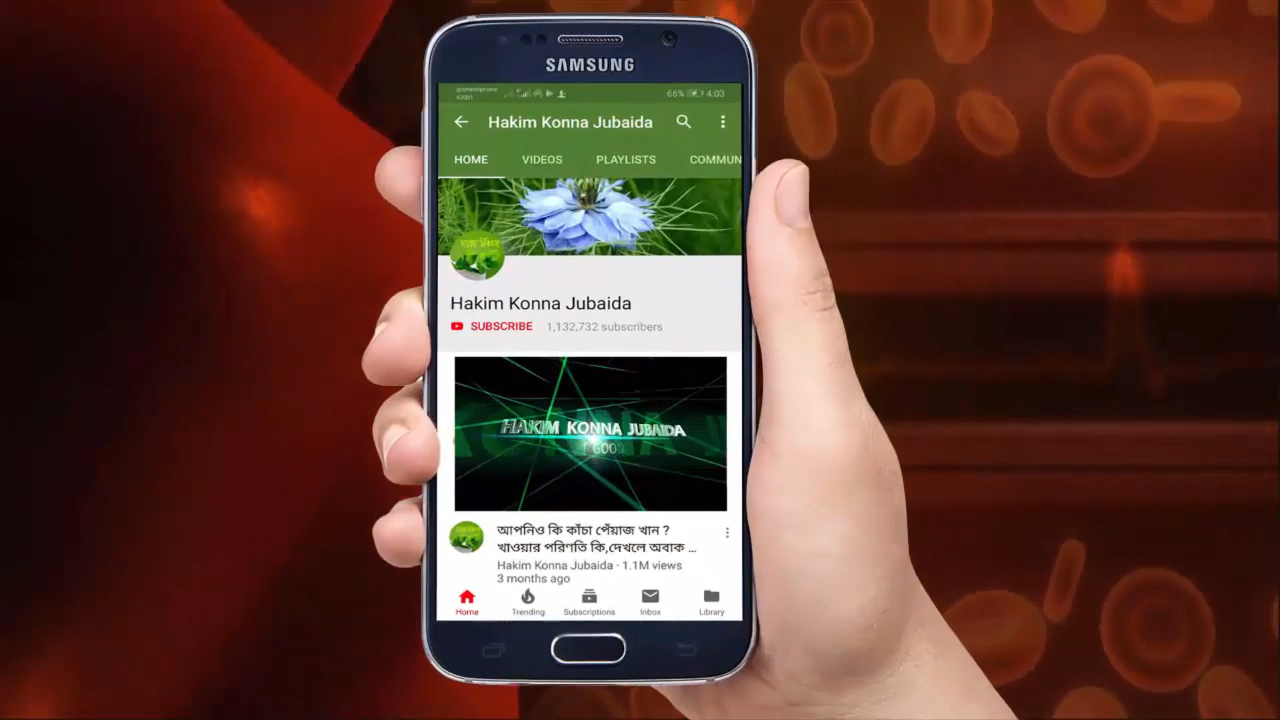 SAMSUNG
grameenphone
66% 4:03
Hakim Konna Jubaida
HOME VIDEOS PLAYLISTS COMMUN
Hakim Konna Jubaida
SUBSCRIBE 1,132,732 subscribers
HAKIM KONNA JUBAIDA
GOOD
আপনিও কি কাঁচা পেঁয়াজ খান ?
খাওয়ার পরিণতি কি,দেখলে অবাক ...
Hakim Konna Jubaida · 1.1M views
3 months ago
Home Trending Subscriptions Inbox Library